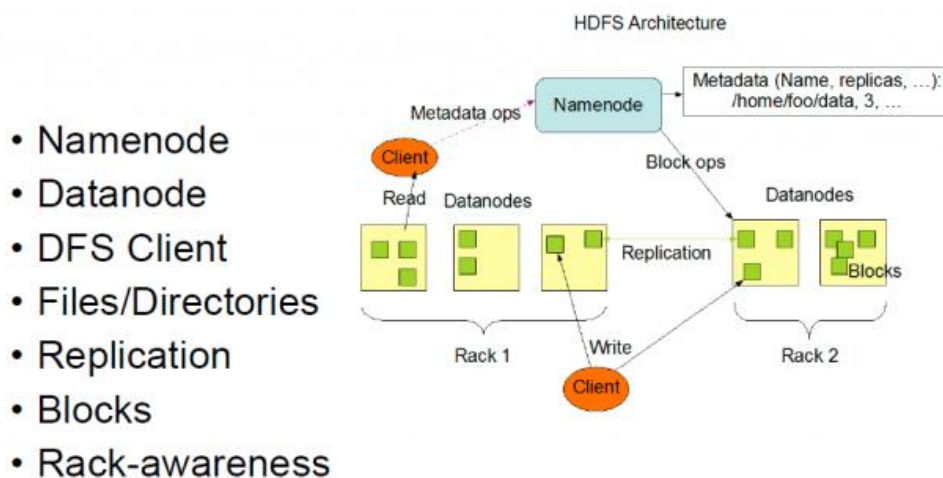 HDFS Architecture
Metadata (Name, replicas, ...):
/home/foo/data, 3, ...
Namenode
Metadata ops
Client
Block ops
Read
Datanodes
Datanodes
Replication
Blocks
Rack 1
Write
Rack 2
Client
• Namenode
• Datanode
• DFS Client
• Files/Directories
• Replication
• Blocks
• Rack-awareness